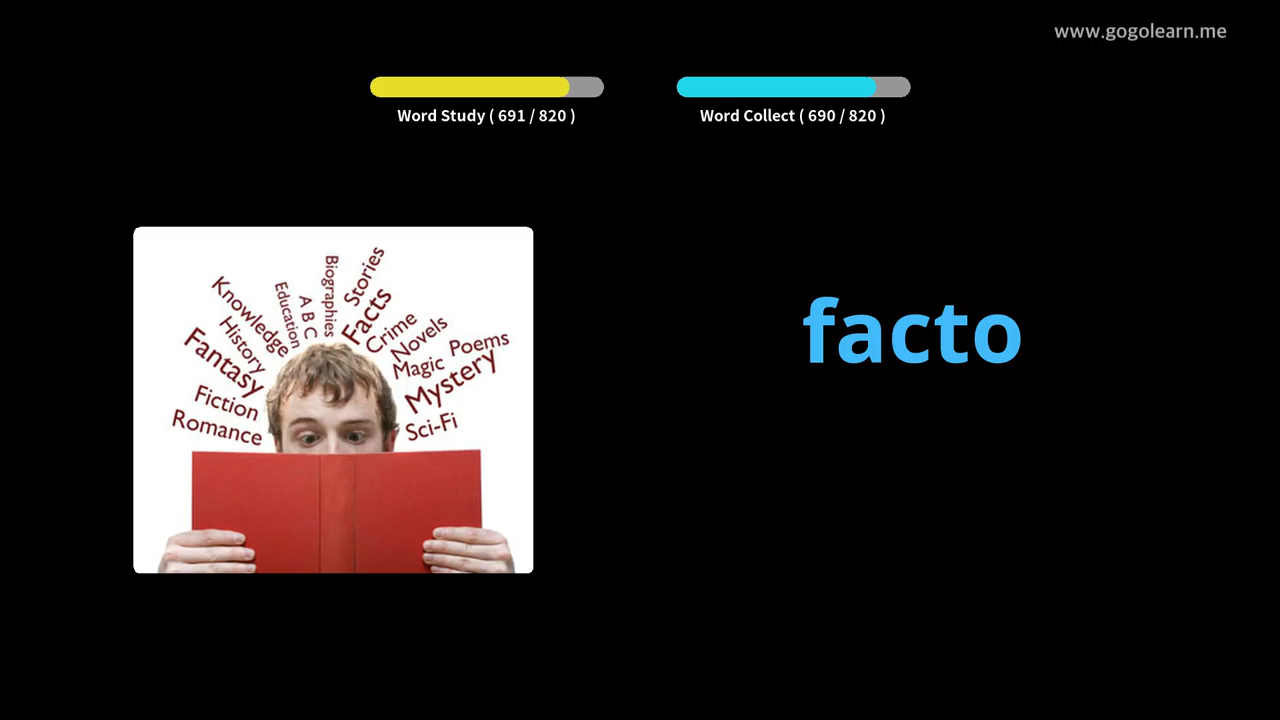 www.gogolearn.me
Word Study ( 691 / 820 )
Word Collect ( 690 / 820 )
facto
Knowledge
Education
A B C
Biographies
Stories
Facts
Crime
Novels
Poems
Magic
Mystery
Sci-Fi
History
Fantasy
Fiction
Romance